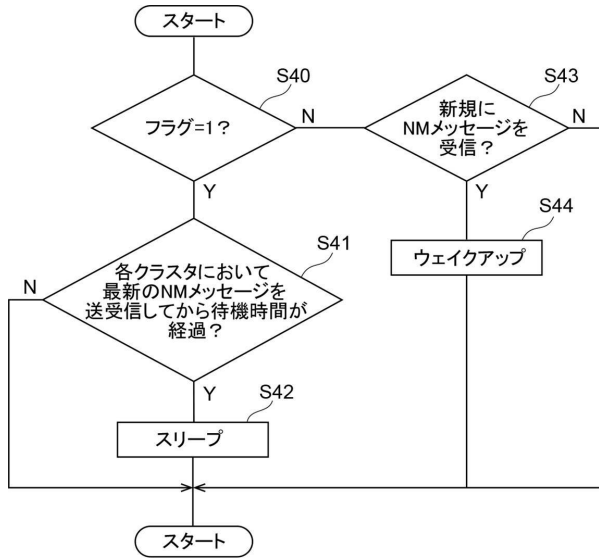 スタート
S40
フラグ=1？
N
Y
S43
新規に
NMメッセージを
受信？
N
Y
S44
ウェイクアップ
S41
各クラスタにおいて
最新のNMメッセージを
送受信してから待機時間が
経過？
N
Y
S42
スリープ
スタート